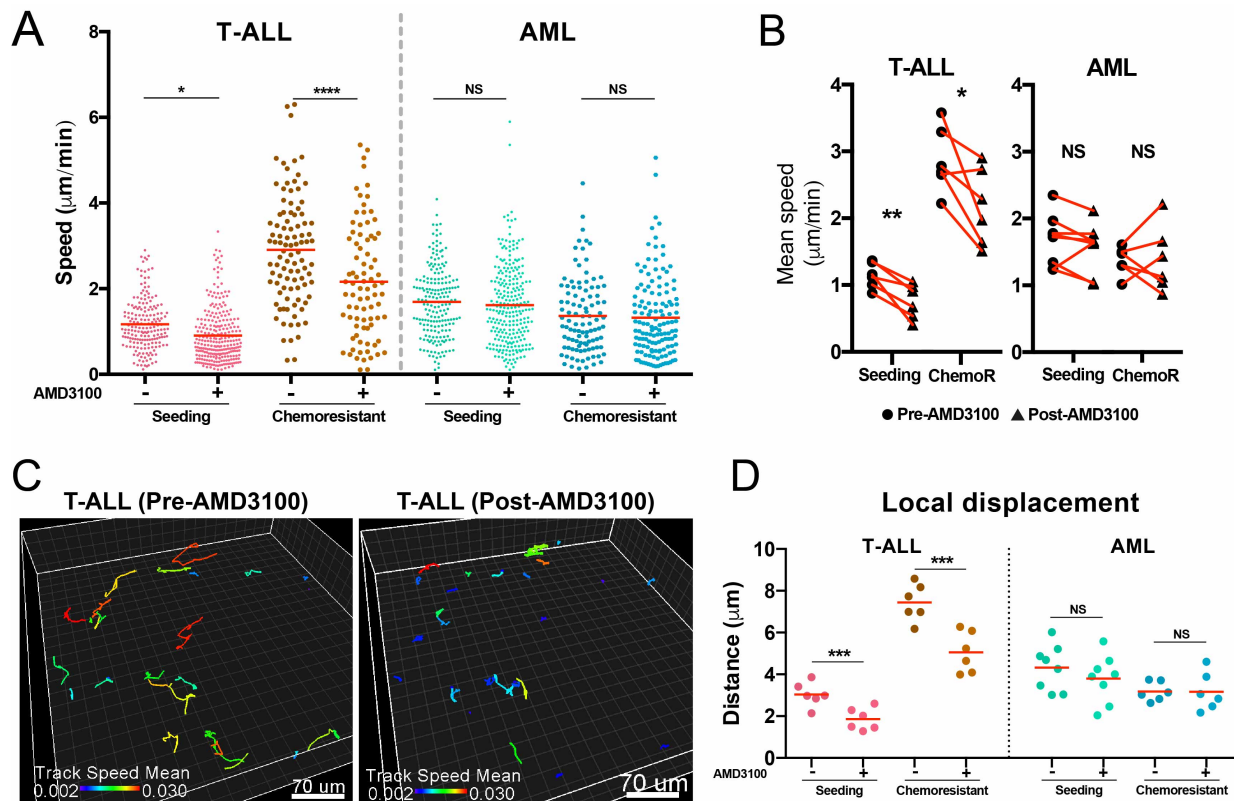 A
T-ALL
AML
8
6
4
2
0
Speed (μm/min)
*
****
NS
NS
AMD3100
- + - + - + - +
Seeding
Chemoresistant
Seeding
Chemoresistant
B
T-ALL
AML
4
3
2
1
0
4
3
2
1
0
Mean speed
(μm/min)
**
*
NS
NS
Seeding ChemoR
Seeding ChemoR
Pre-AMD3100
Post-AMD3100
C
T-ALL (Pre-AMD3100)
Track Speed Mean
0.002
0.030
70 um
T-ALL (Post-AMD3100)
Track Speed Mean
0.002
0.030
70 um
D
Local displacement
T-ALL
AML
10
8
6
4
2
0
Distance (μm)
***
***
NS
NS
AMD3100
- + - + - + - +
Seeding
Chemoresistant
Seeding
Chemoresistant